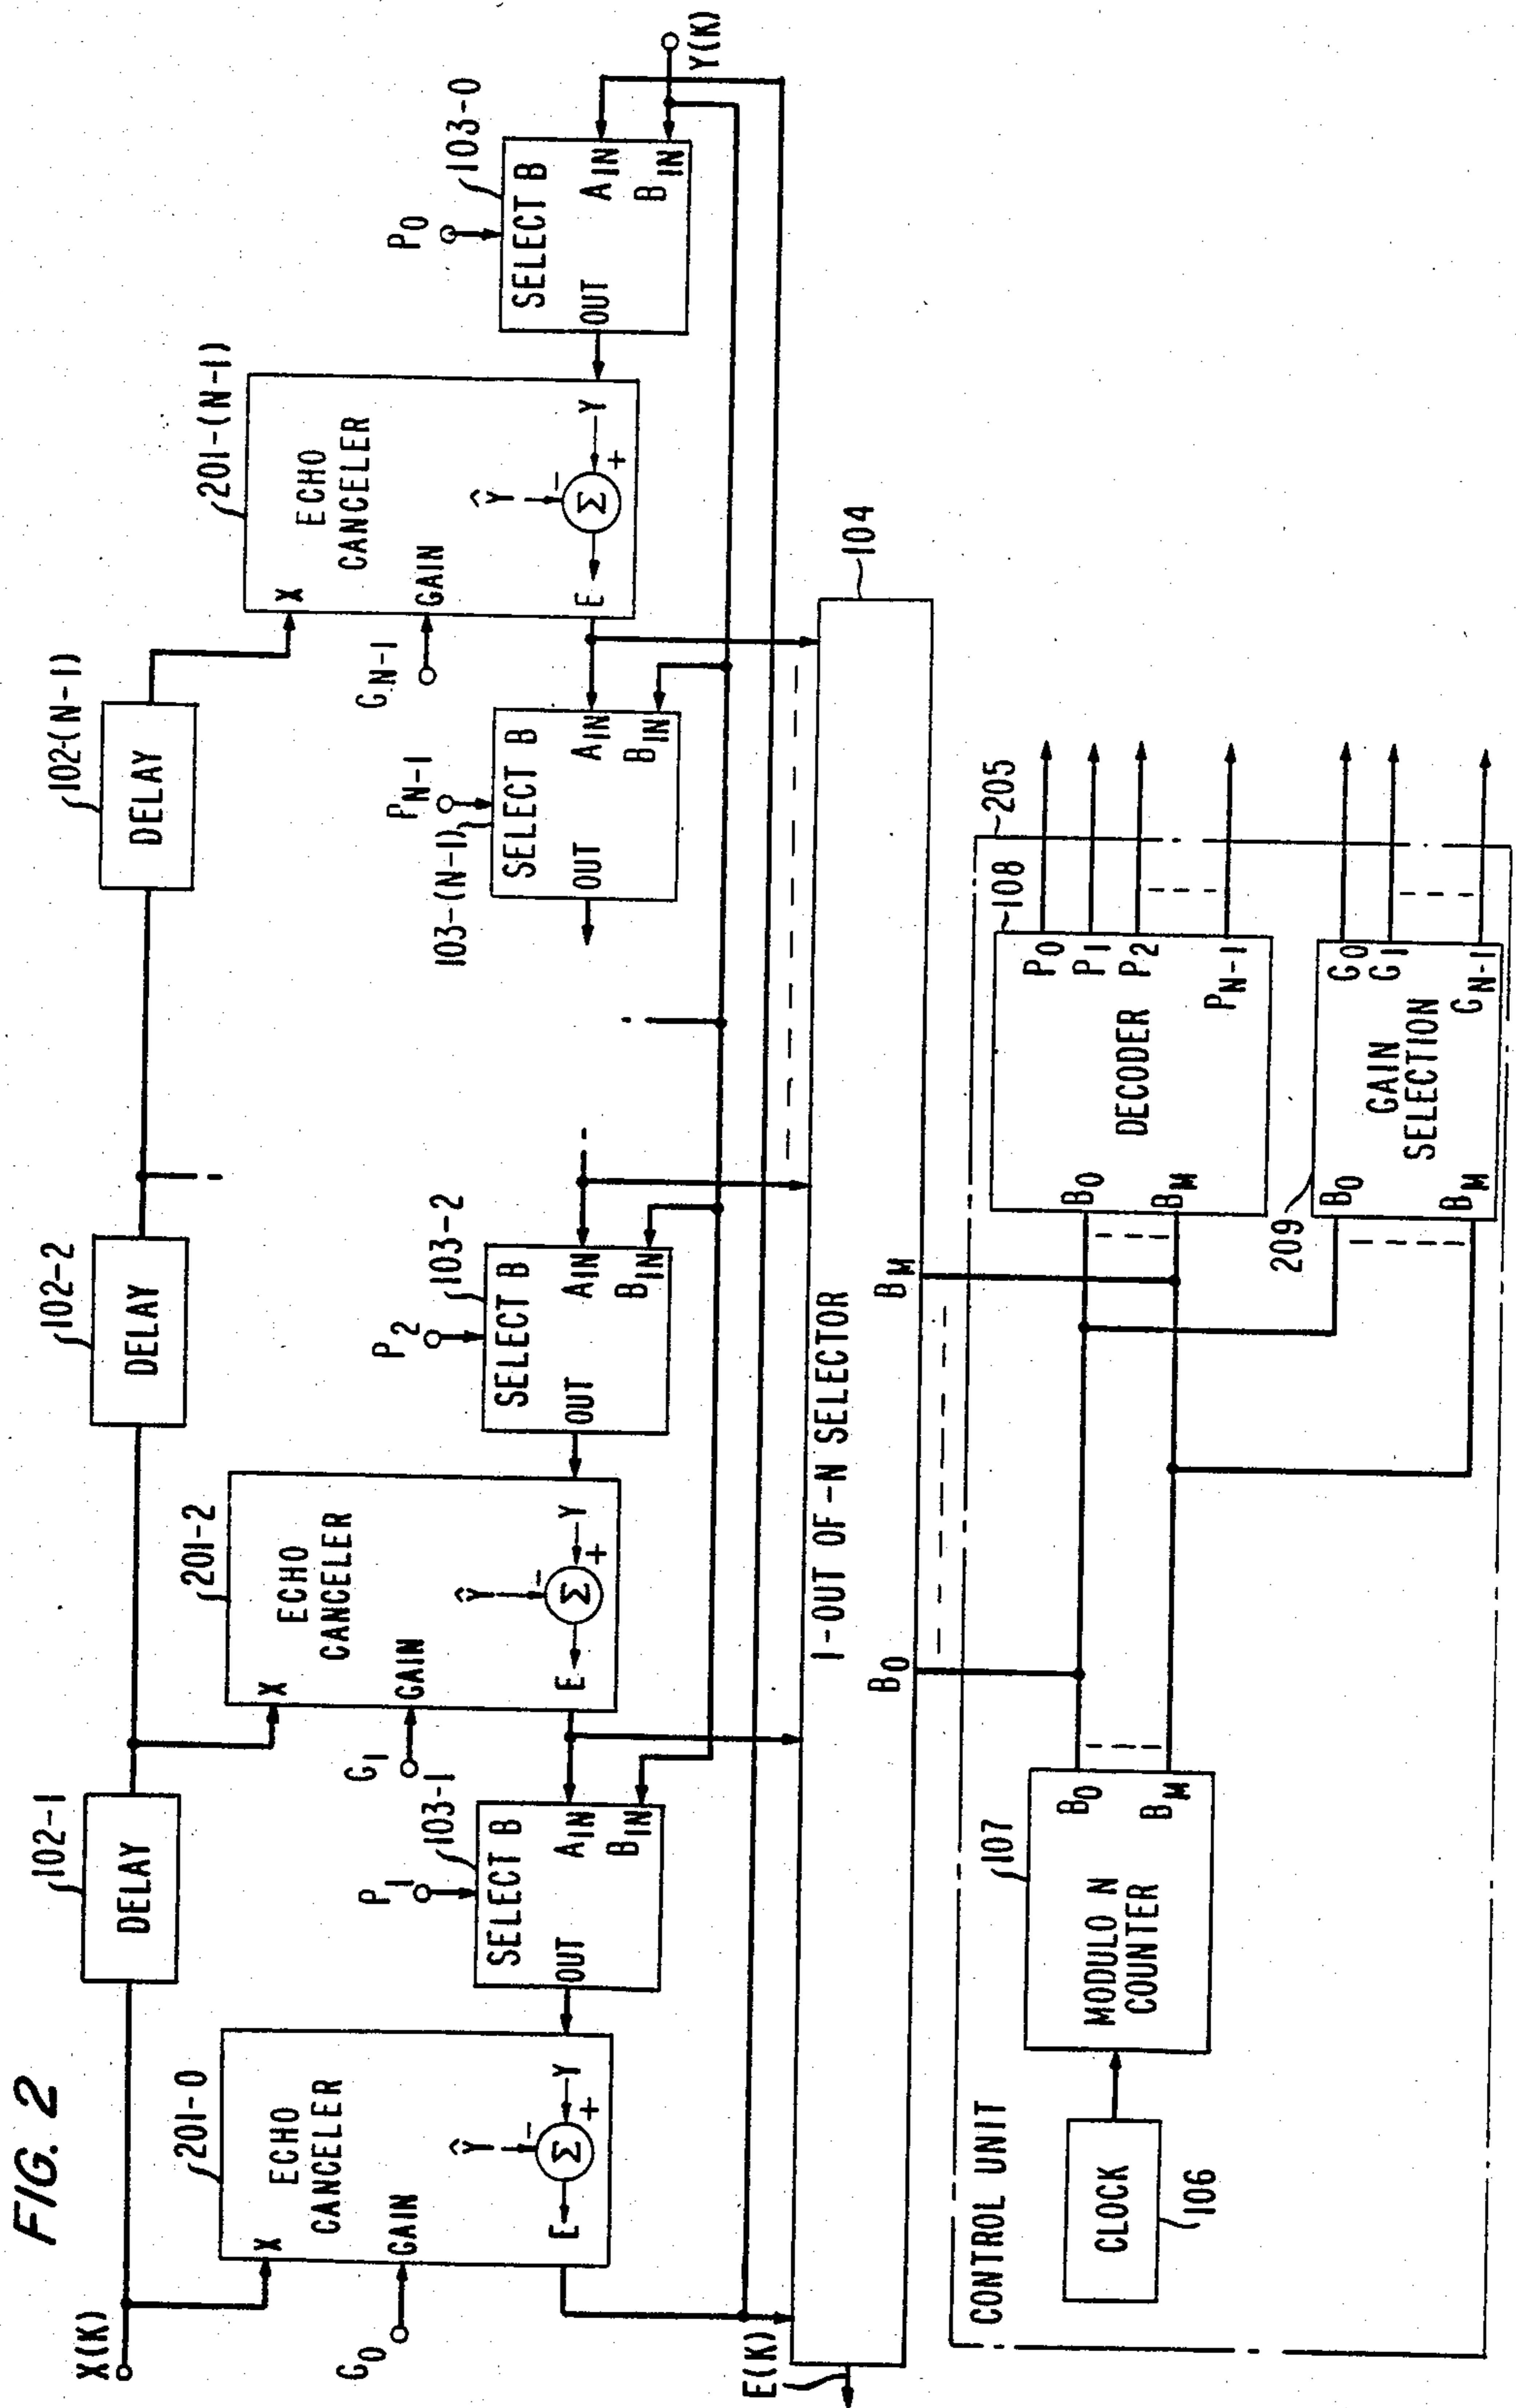 FIG. 2
X(K)
102-1
DELAY
102-2
DELAY
102-(N-1)
DELAY
201-0
ECHO
CANCELER
X
GAIN
G0
Ŷ
-
Σ
+
Y
E
P1
103-1
SELECT B
AIN
BIN
OUT
201-2
ECHO
CANCELER
X
GAIN
G1
Ŷ
-
Σ
+
Y
E
P2
103-2
SELECT B
AIN
BIN
OUT
PN-1
103-(N-1)
SELECT B
AIN
BIN
OUT
201-(N-1)
ECHO
CANCELER
X
GAIN
GN-1
Ŷ
-
Σ
+
Y
E
P0
103-0
SELECT B
AIN
BIN
OUT
Y(K)
E(K)
1-OUT OF-N SELECTOR
104
B0
BM
CONTROL UNIT
205
CLOCK
106
107
MODULO N
COUNTER
B0
BM
108
DECODER
B0
BM
P0
P1
P2
PN-1
209
GAIN
SELECTION
B0
BM
G0
G1
GN-1